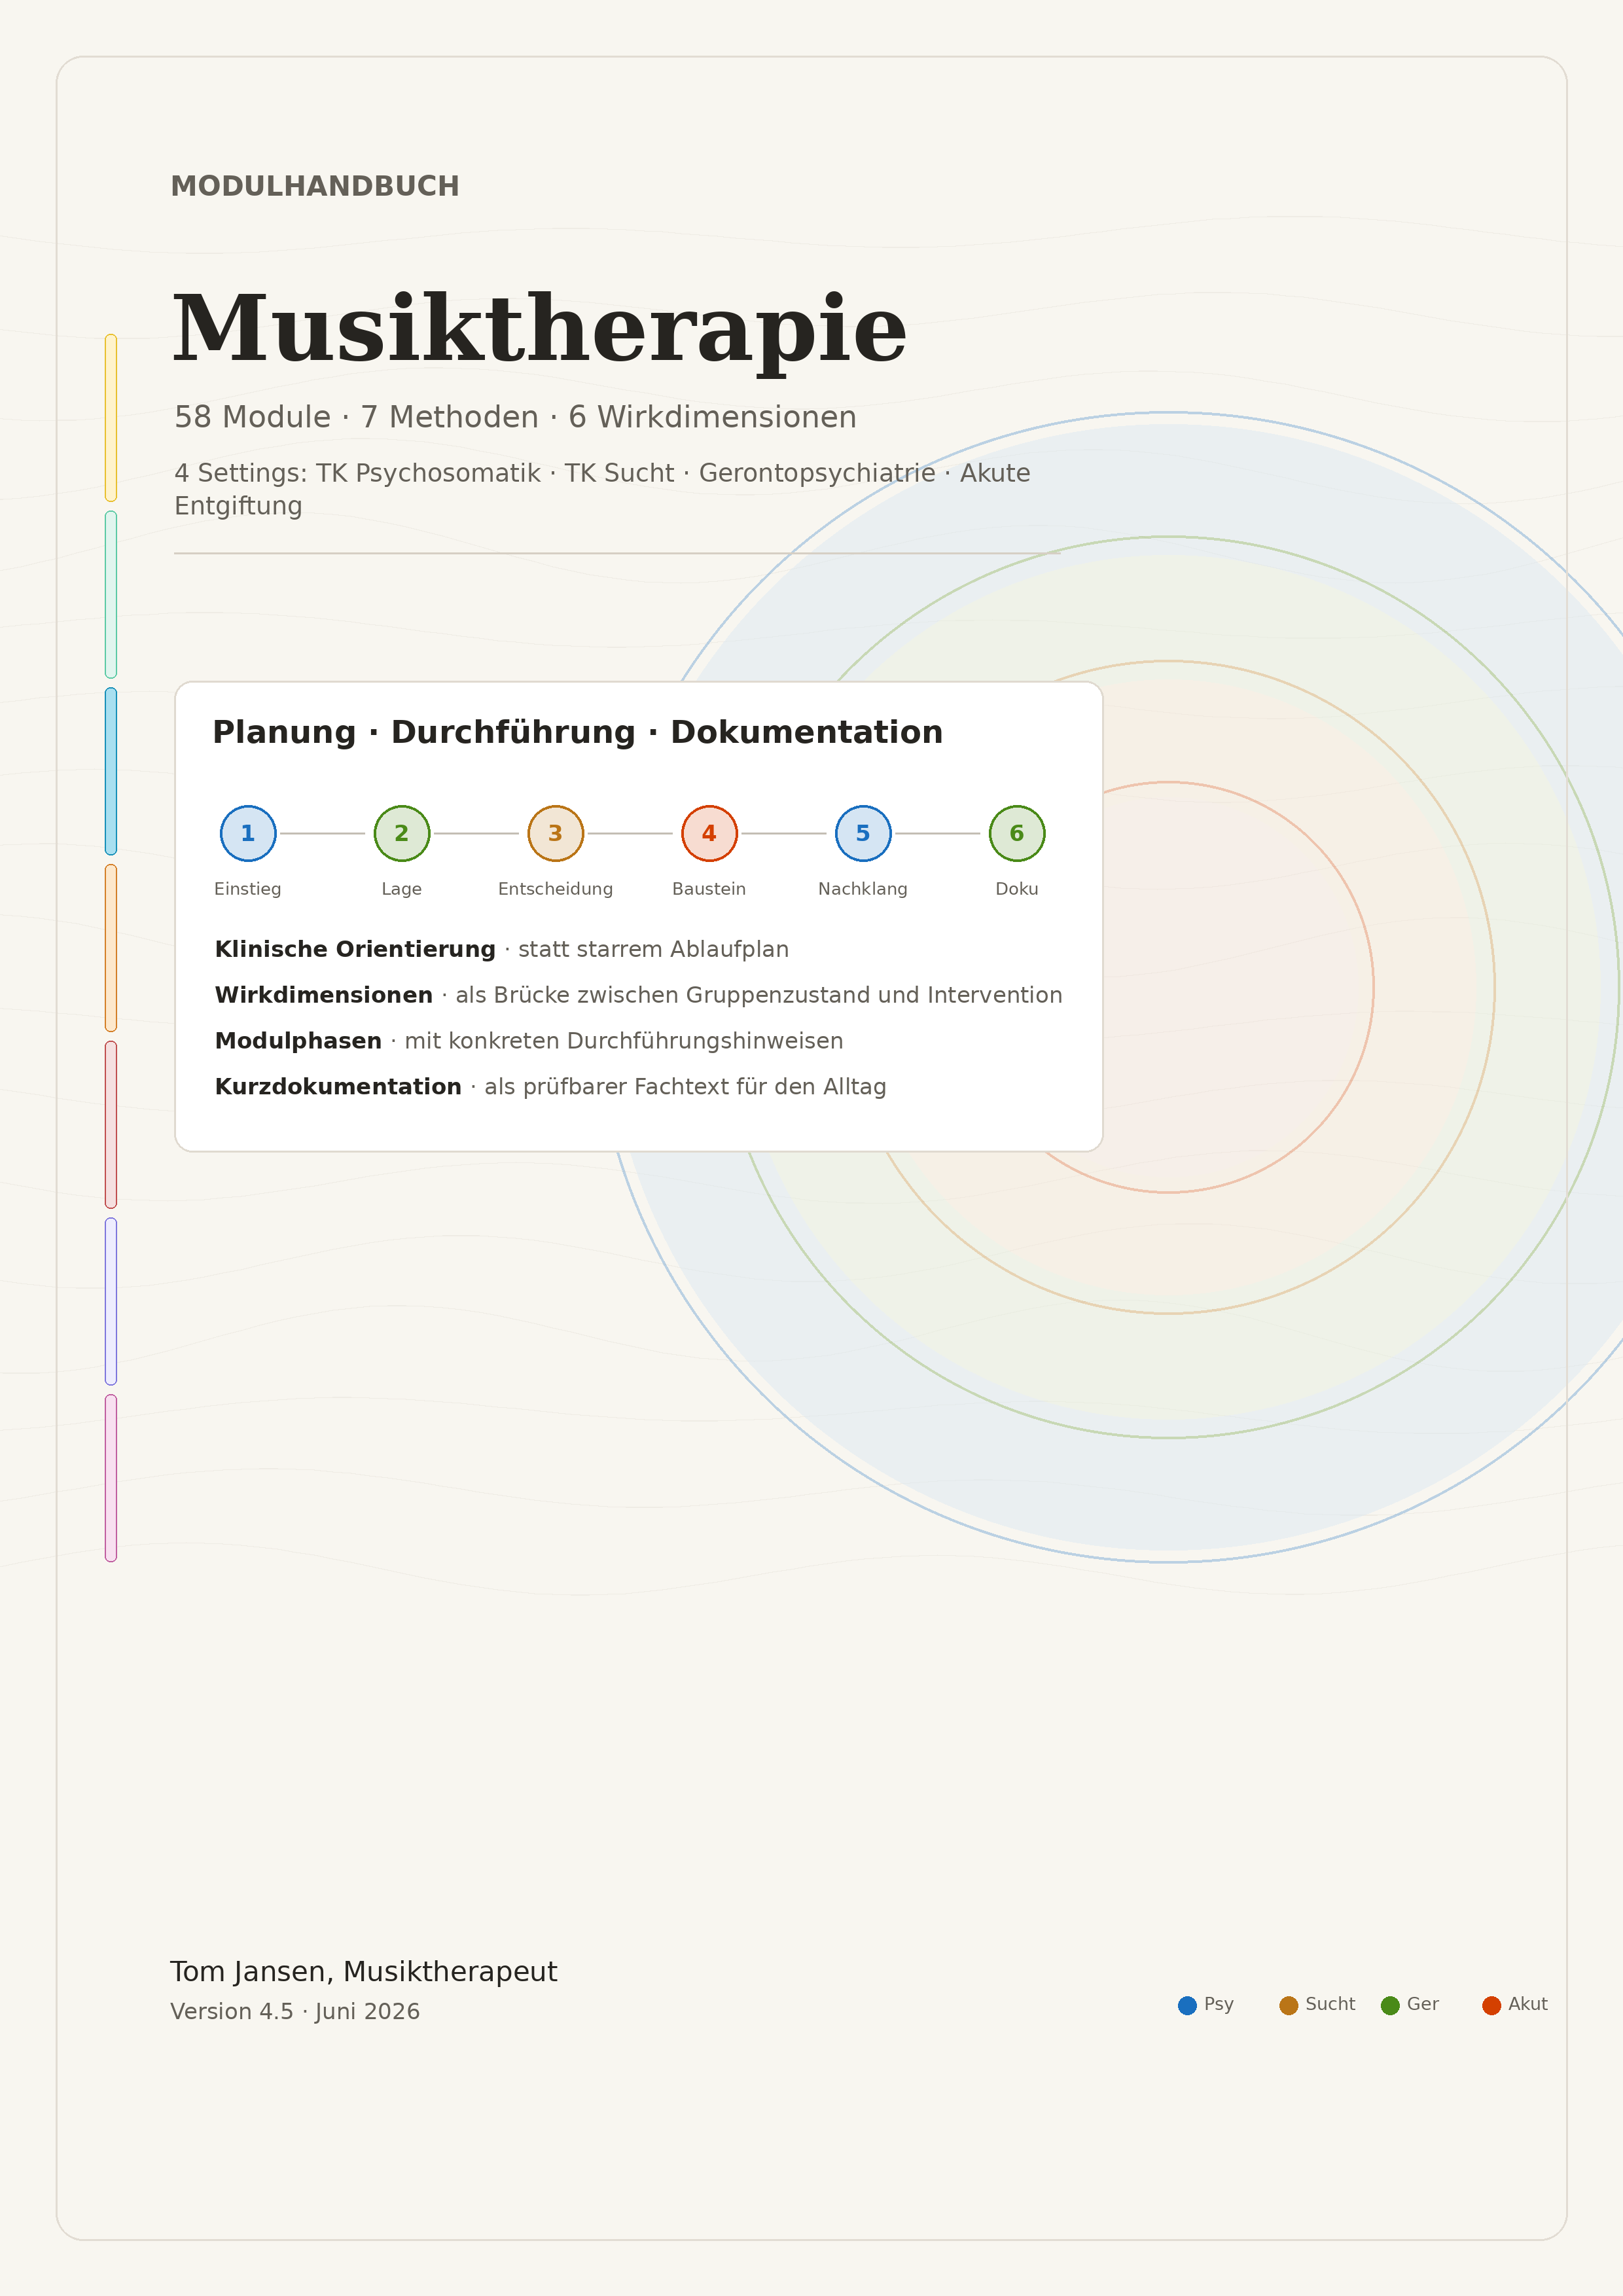 MODULHANDBUCH
Musiktherapie
58 Module · 7 Methoden · 6 Wirkdimensionen
4 Settings: TK Psychosomatik · TK Sucht · Gerontopsychiatrie · Akute
Entgiftung
Planung · Durchführung · Dokumentation
1 2 3 4 5 6
Einstieg Lage Entscheidung Baustein Nachklang Doku
Klinische Orientierung · statt starrem Ablaufplan
Wirkdimensionen · als Brücke zwischen Gruppenzustand und Intervention
Modulphasen · mit konkreten Durchführungshinweisen
Kurzdokumentation · als prüfbarer Fachtext für den Alltag
Tom Jansen, Musiktherapeut
Version 4.5 · Juni 2026
Psy Sucht Ger Akut